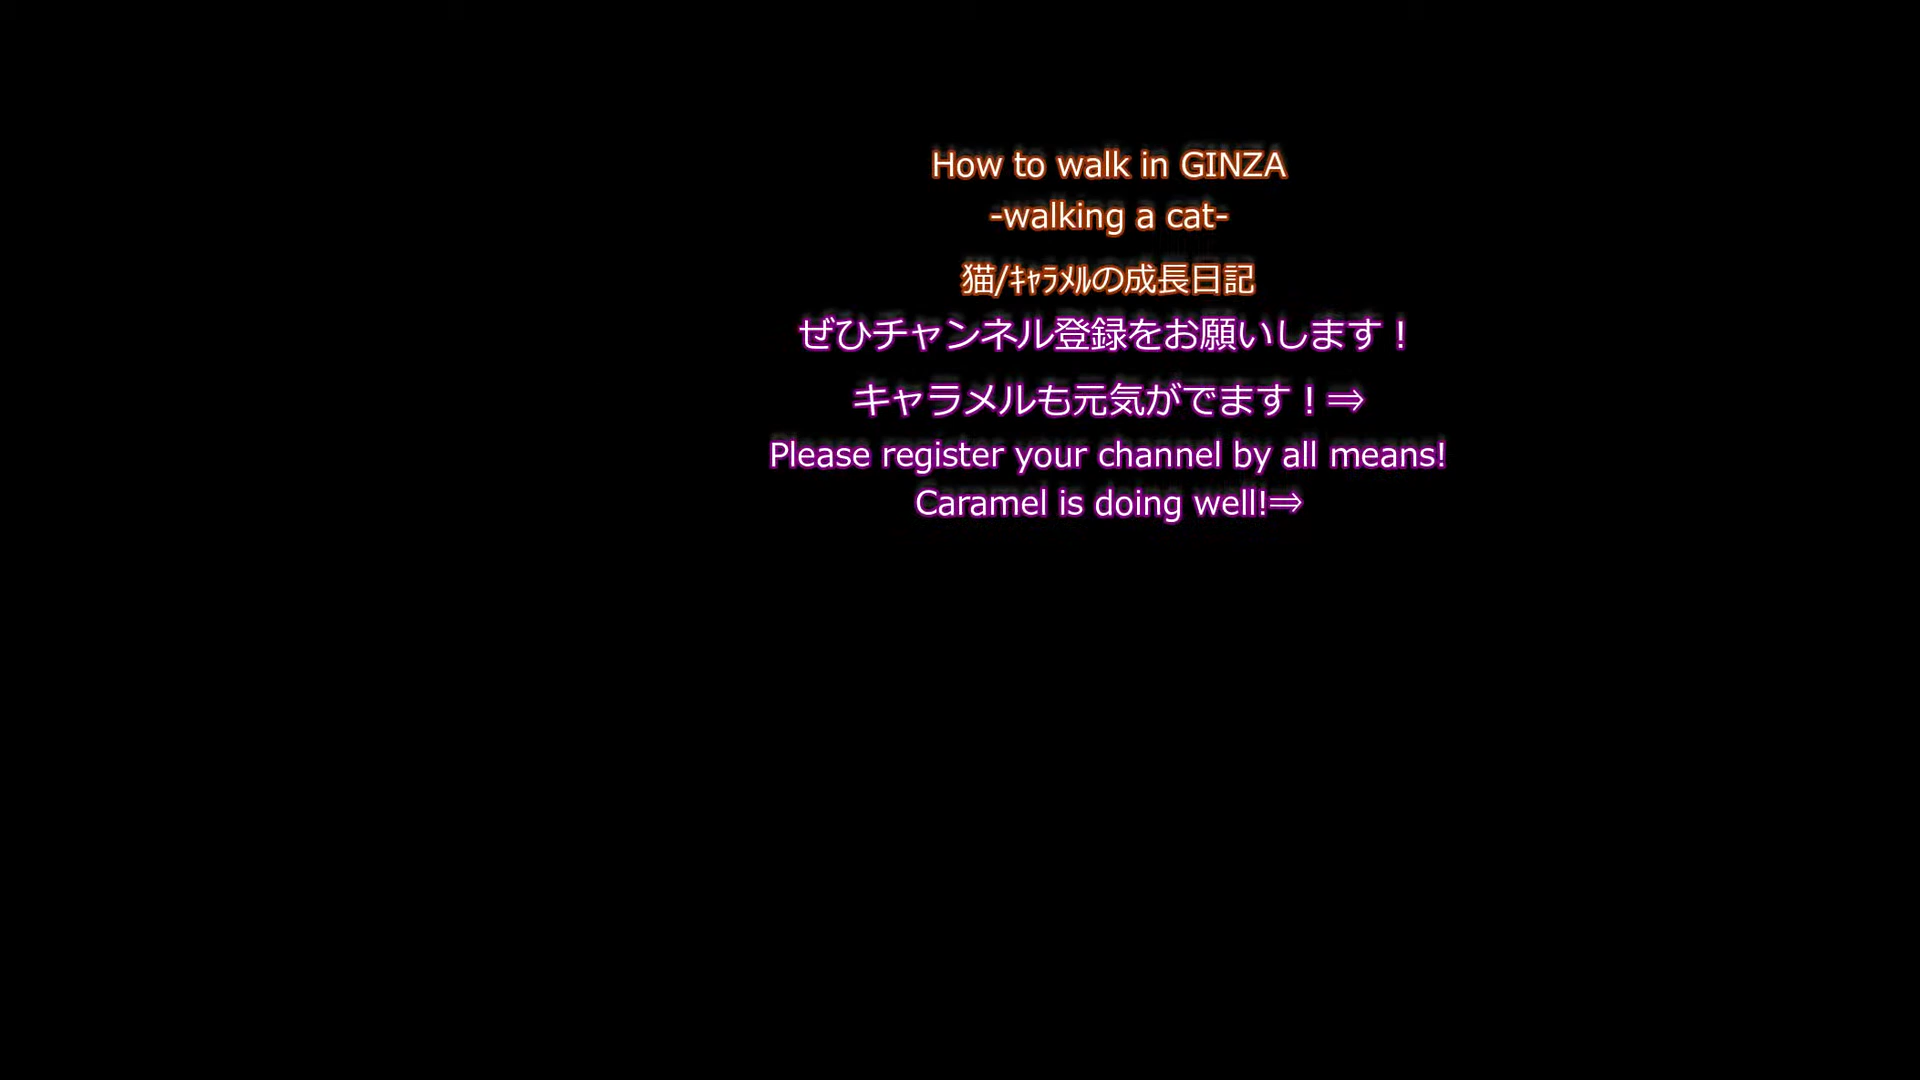 How to walk in GINZA
-walking a cat-
猫/ｷｬﾗﾒﾙの成長日記
ぜひチャンネル登録をお願いします！
キャラメルも元気がでます！⇒
Please register your channel by all means!
Caramel is doing well!⇒